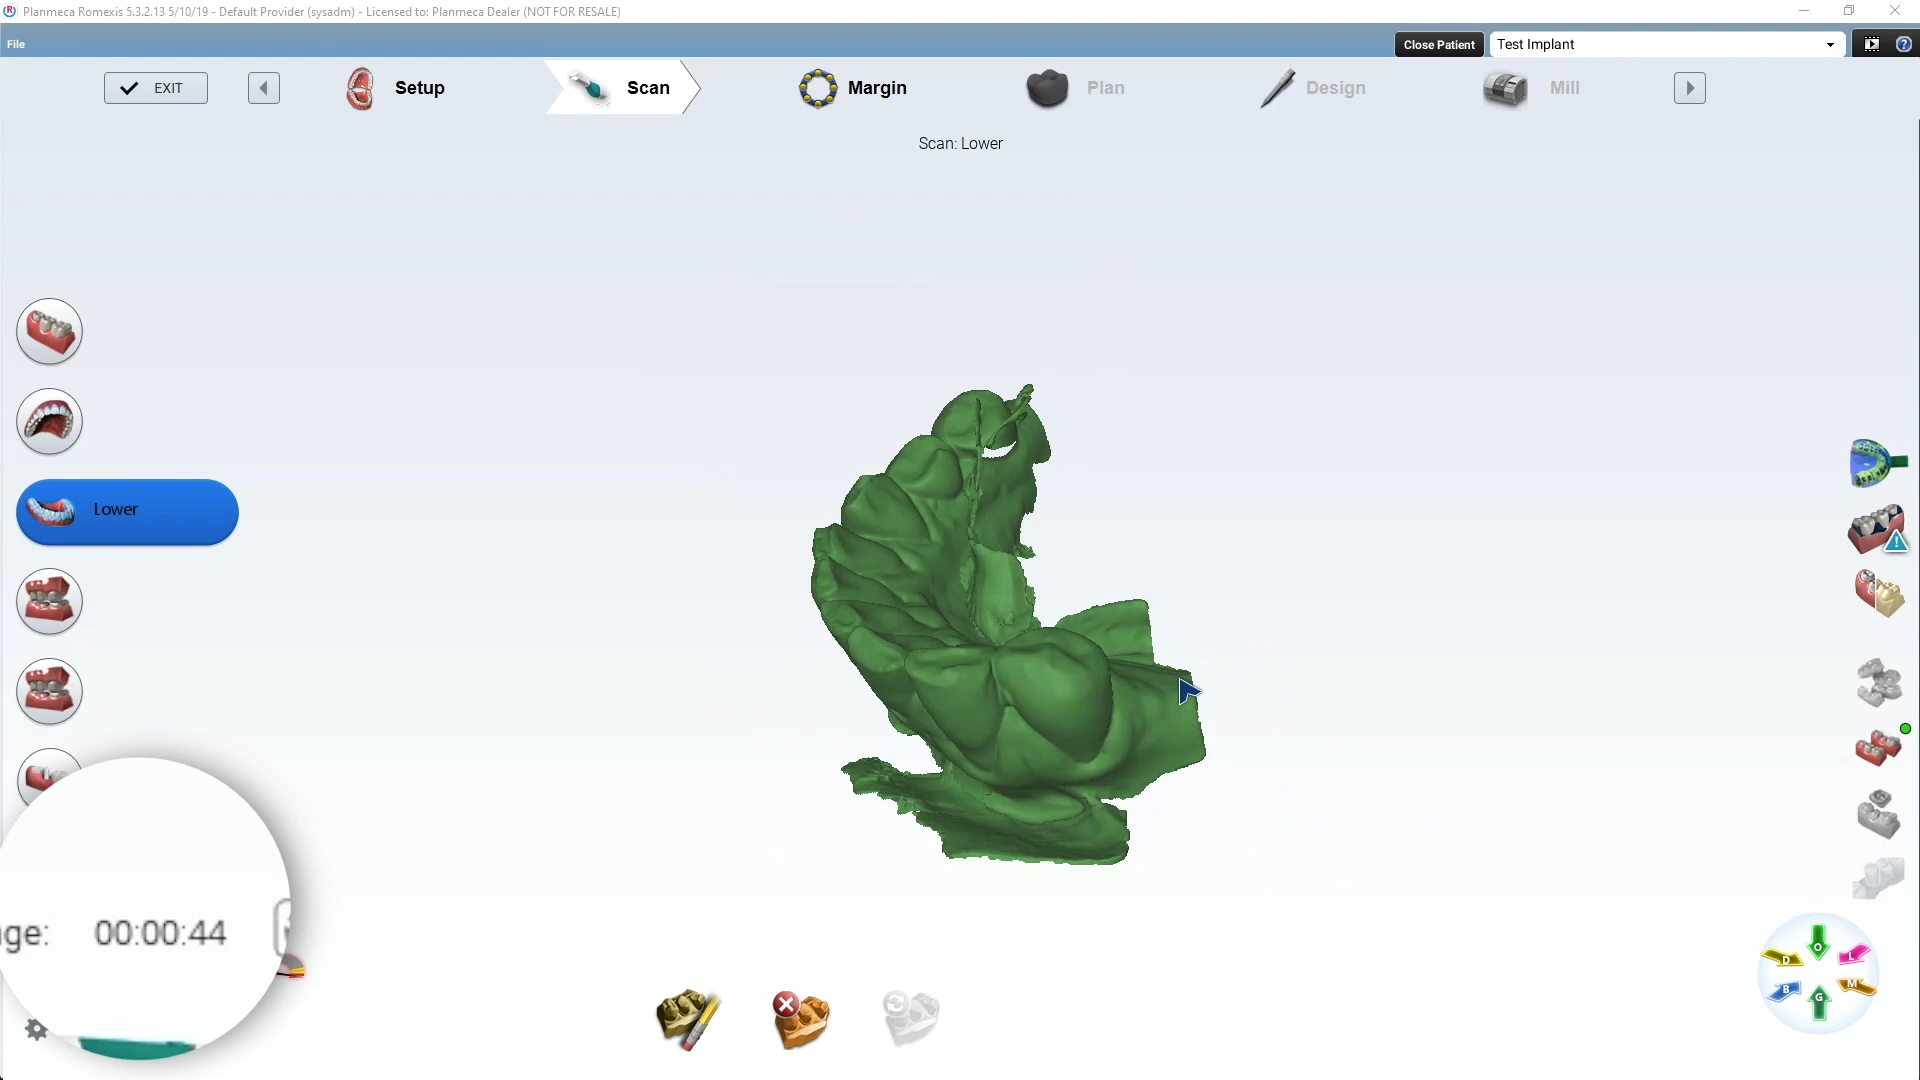 Planmeca Romexis 5.3.2.13 5/10/19 - Default Provider (sysadm) - Licensed to: Planmeca Dealer (NOT FOR RESALE)
File
Close Patient
Test Implant
EXIT
Setup
Scan
Margin
Plan
Design
Mill
Scan: Lower
Lower
ge: 00:00:44
O
D
L
B
M
G